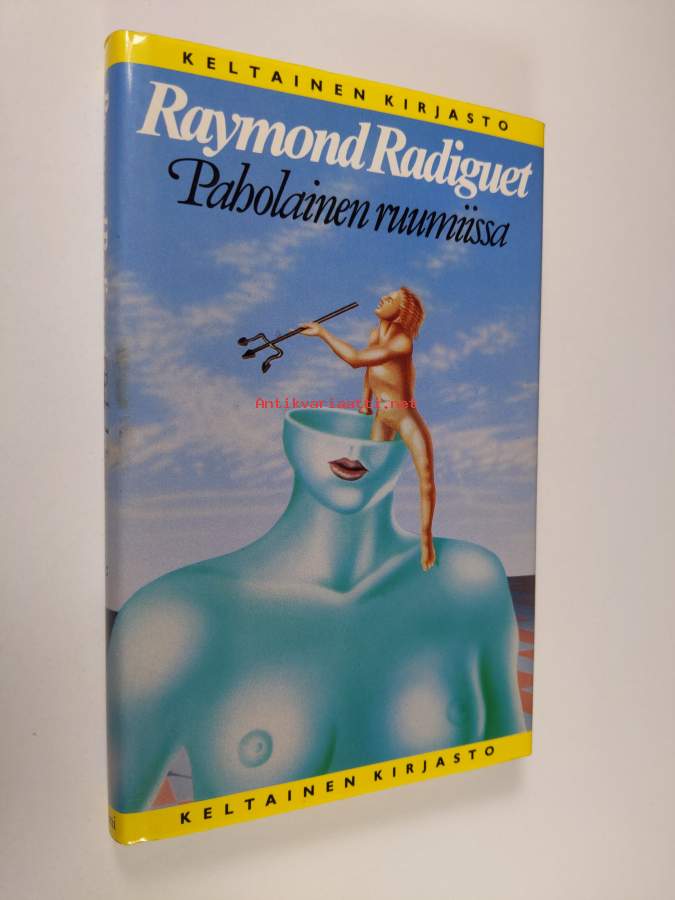 KELTAINEN KIRJASTO
Raymond Radiguet
Paholainen ruumiissa
Antikvariaatti.net
KELTAINEN KIRJASTO